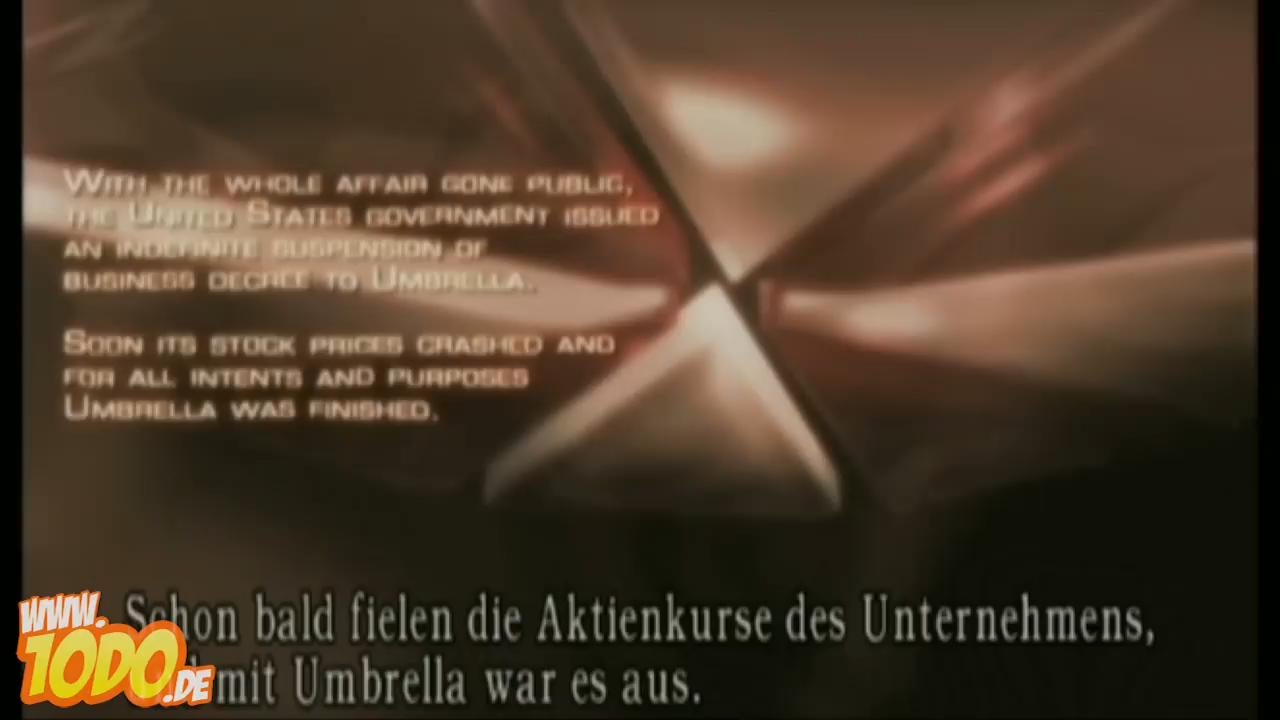 WITH THE WHOLE AFFAIR GONE PUBLIC,
THE UNITED STATES GOVERNMENT ISSUED
AN INDEFINITE SUSPENSION OF
BUSINESS DECREE TO UMBRELLA.
SOON ITS STOCK PRICES CRASHED AND
FOR ALL INTENTS AND PURPOSES
UMBRELLA WAS FINISHED.
Schon bald fielen die Aktienkurse des Unternehmens,
mit Umbrella war es aus.
WWW.
1ODO.DE